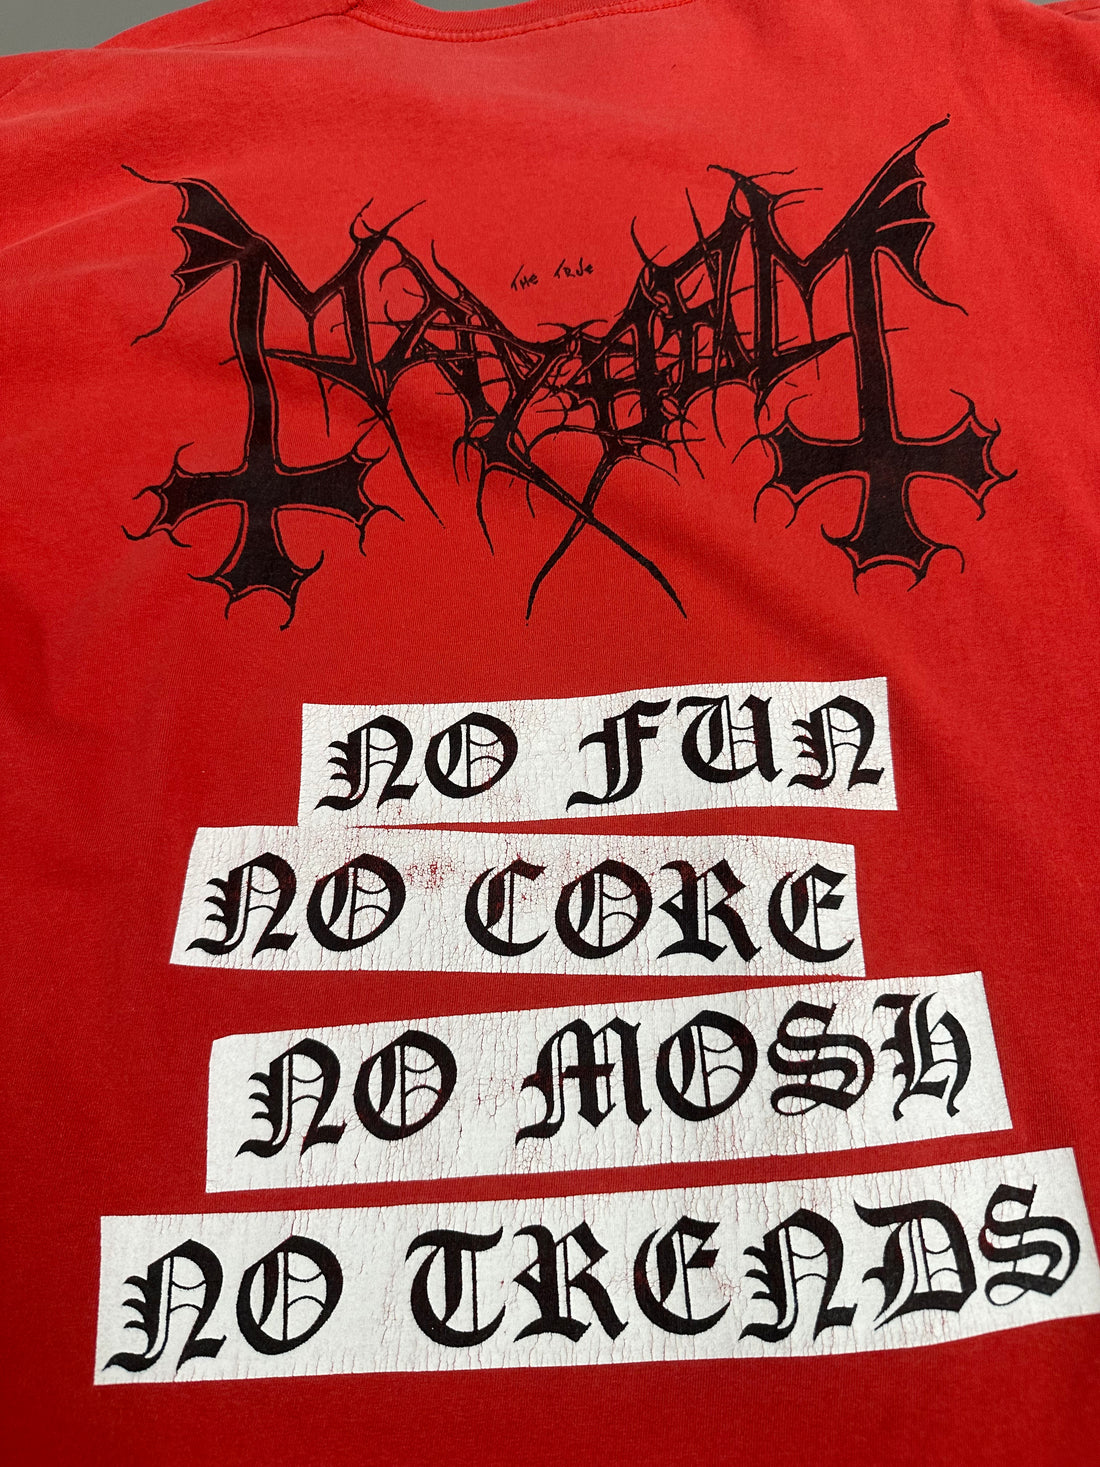 THE TRUE
MAYHEM
NO FUN
NO CORE
NO MOSH
NO TRENDS